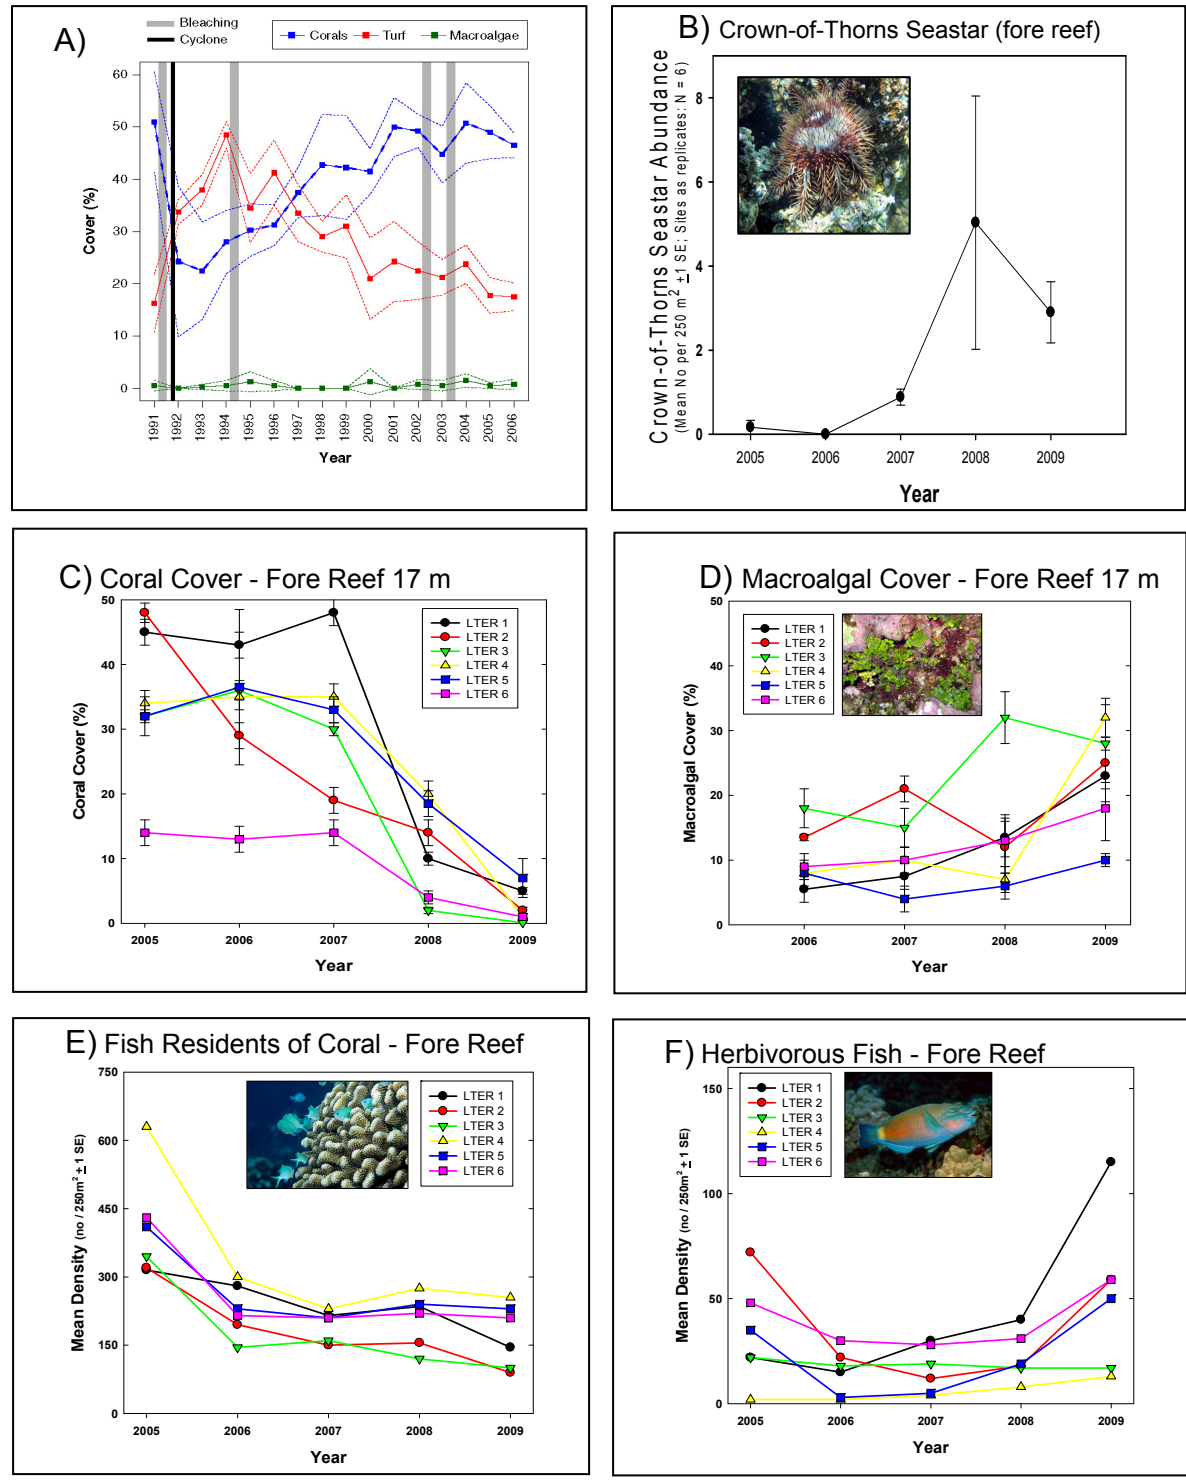 A)
Bleaching
Cyclone
Corals Turf Macroalgae
Cover (%)
60
50
40
30
20
10
0
1991 1992 1993 1994 1995 1996 1997 1998 1999 2000 2001 2002 2003 2004 2005 2006
Year
B) Crown-of-Thorns Seastar (fore reef)
Crown-of-Thorns Seastar Abundance
(Mean No per 250 m² ±1 SE; Sites as replicates: N = 6)
8
6
4
2
0
2005 2006 2007 2008 2009
Year
C) Coral Cover - Fore Reef 17 m
Coral Cover (%)
50
40
30
20
10
0
LTER 1
LTER 2
LTER 3
LTER 4
LTER 5
LTER 6
2005 2006 2007 2008 2009
Year
D) Macroalgal Cover - Fore Reef 17 m
Macroalgal Cover (%)
50
40
30
20
10
0
LTER 1
LTER 2
LTER 3
LTER 4
LTER 5
LTER 6
2006 2007 2008 2009
Year
E) Fish Residents of Coral - Fore Reef
Mean Density (no / 250m² ± 1 SE)
750
600
450
300
150
0
LTER 1
LTER 2
LTER 3
LTER 4
LTER 5
LTER 6
2005 2006 2007 2008 2009
Year
F) Herbivorous Fish - Fore Reef
Mean Density (no / 250m² ± 1 SE)
150
100
50
0
LTER 1
LTER 2
LTER 3
LTER 4
LTER 5
LTER 6
2005 2006 2007 2008 2009
Year